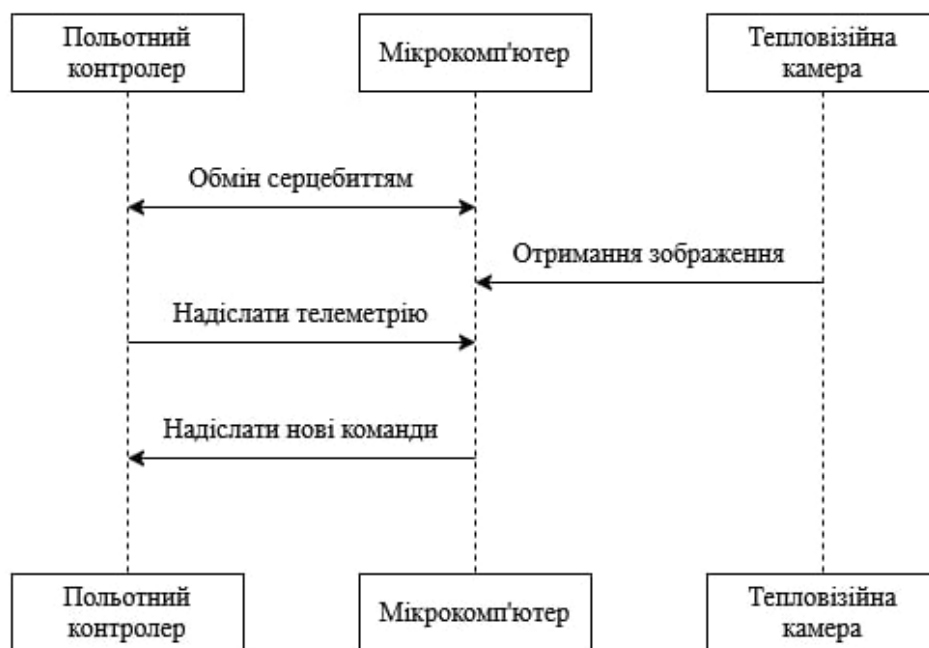 Польотний
контролер
Мікрокомп'ютер
Тепловізійна
камера
Обмін серцебиттям
Отримання зображення
Надіслати телеметрію
Надіслати нові команди
Польотний
контролер
Мікрокомп'ютер
Тепловізійна
камера